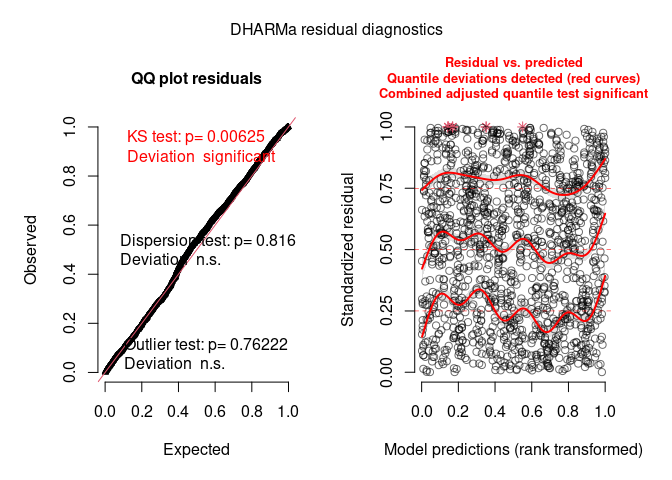 DHARMa residual diagnostics
QQ plot residuals
KS test: p= 0.00625
Deviation significant
Dispersion test: p= 0.816
Deviation n.s.
Outlier test: p= 0.76222
Deviation n.s.
Observed
0.0 0.2 0.4 0.6 0.8 1.0
0.0 0.2 0.4 0.6 0.8 1.0
Expected
Residual vs. predicted
Quantile deviations detected (red curves)
Combined adjusted quantile test significant
Standardized residual
0.00 0.25 0.50 0.75 1.00
0.0 0.2 0.4 0.6 0.8 1.0
Model predictions (rank transformed)